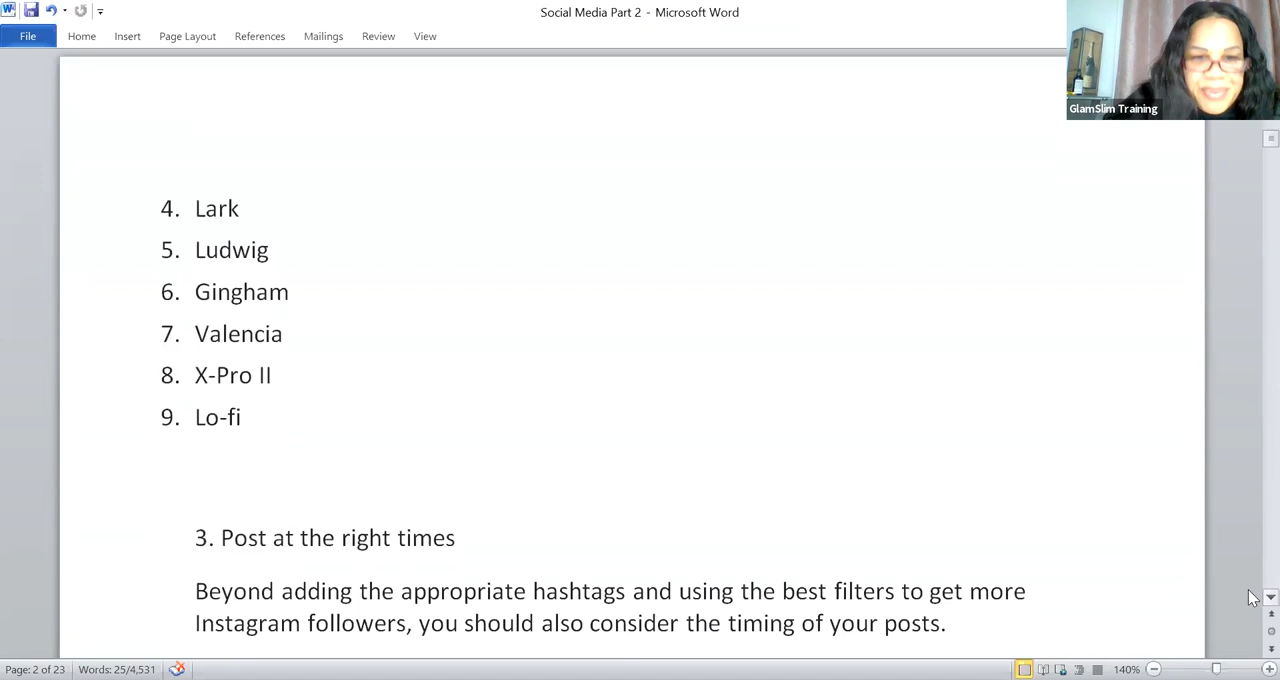 Social Media Part 2 - Microsoft Word
File Home Insert Page Layout References Mailings Review View
GlamSlim Training
4. Lark
5. Ludwig
6. Gingham
7. Valencia
8. X-Pro II
9. Lo-fi
3. Post at the right times
Beyond adding the appropriate hashtags and using the best filters to get more
Instagram followers, you should also consider the timing of your posts.
Page: 2 of 23 Words: 25/4,531 140%